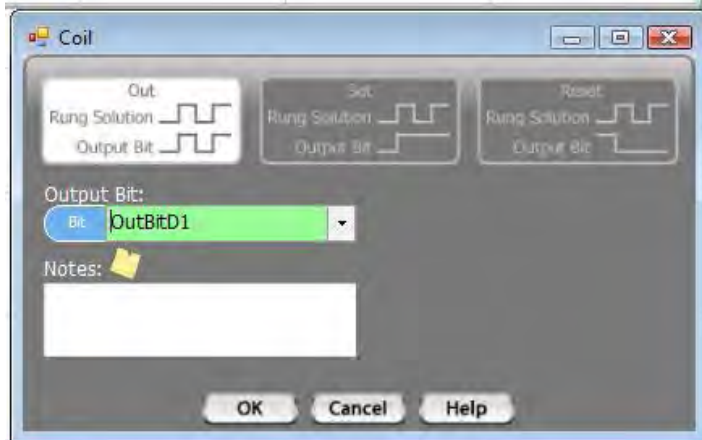 Coil
Out
Rung Solution
Output Bit
Set
Rung Solution
Output Bit
Reset
Rung Solution
Output Bit
Output Bit:
Bit OutBitD1
Notes:
OK Cancel Help